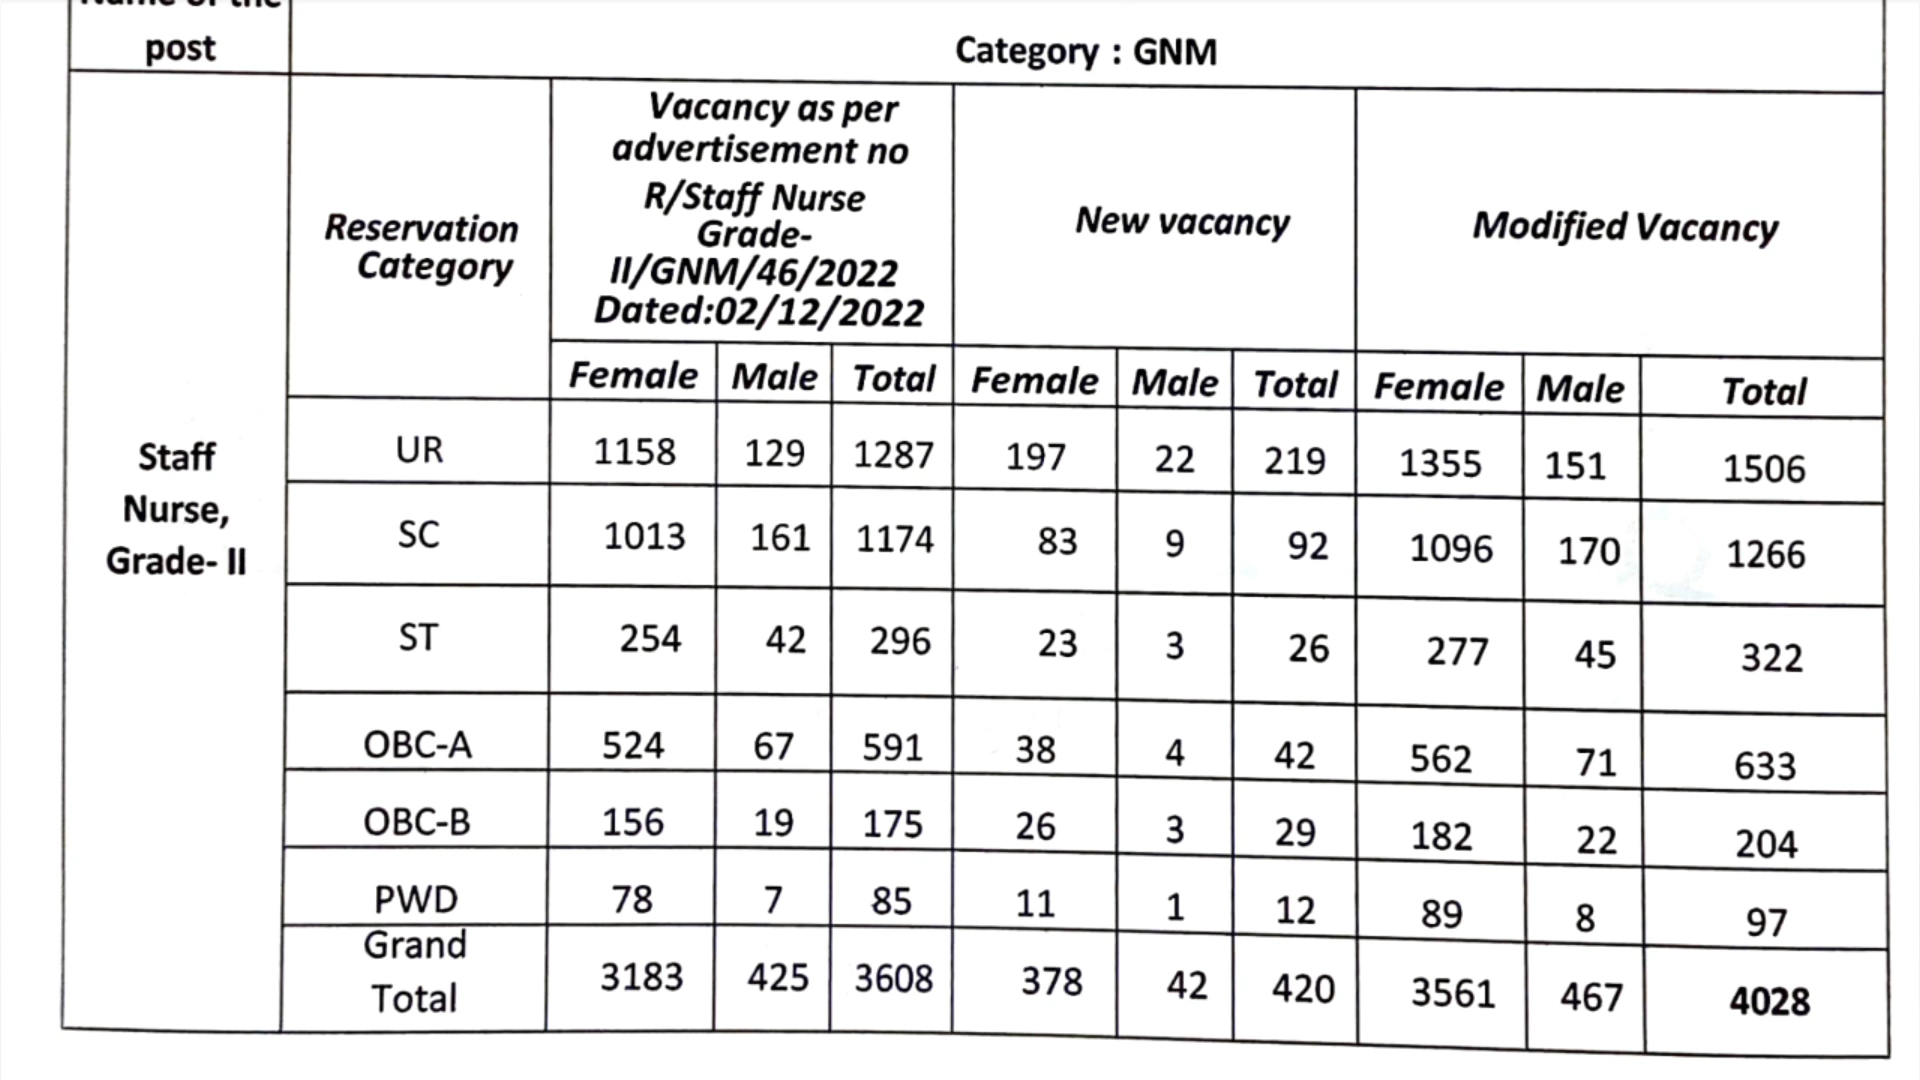 Name of the
post
Category : GNM
Reservation
Category
Vacancy as per
advertisement no
R/Staff Nurse
Grade-
II/GNM/46/2022
Dated:02/12/2022
New vacancy
Modified Vacancy
Female Male Total Female Male Total Female Male Total
Staff
Nurse,
Grade- II
UR 1158 129 1287 197 22 219 1355 151 1506
SC 1013 161 1174 83 9 92 1096 170 1266
ST 254 42 296 23 3 26 277 45 322
OBC-A 524 67 591 38 4 42 562 71 633
OBC-B 156 19 175 26 3 29 182 22 204
PWD 78 7 85 11 1 12 89 8 97
Grand
Total 3183 425 3608 378 42 420 3561 467 4028